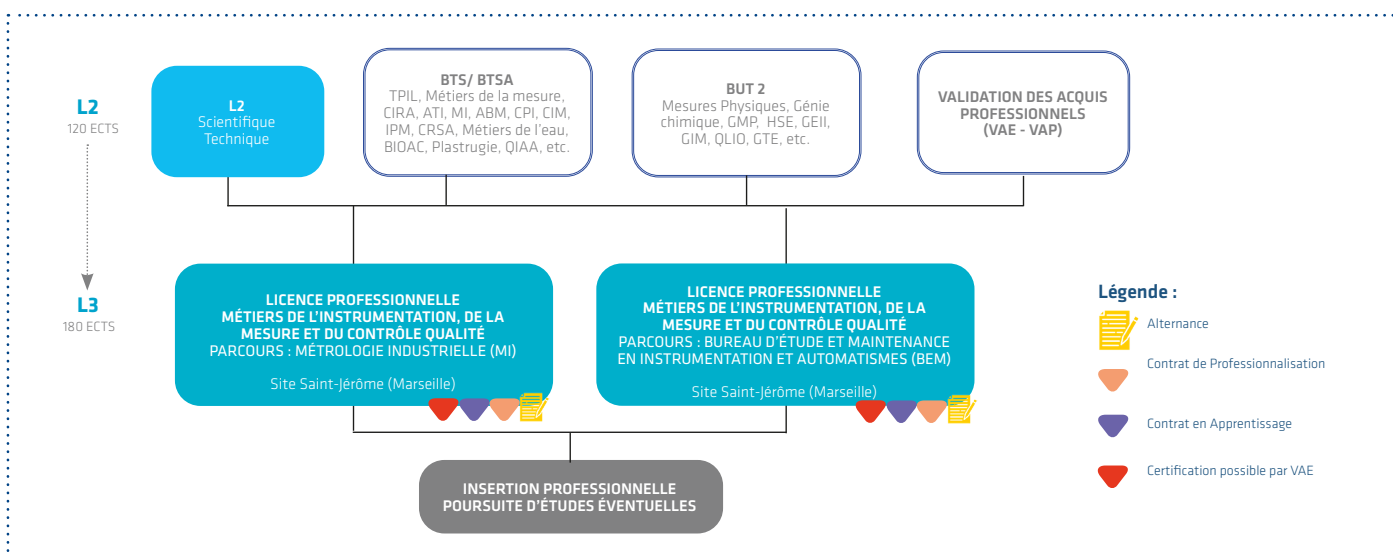 L2
120 ECTS
L2
Scientifique
Technique
BTS/ BTSA
TPIL, Métiers de la mesure,
CIRA, ATI, MI, ABM, CPI, CIM,
IPM, CRSA, Métiers de l'eau,
BIOAC, Plastrugie, QIAA, etc.
BUT 2
Mesures Physiques, Génie
chimique, GMP, HSE, GEII,
GIM, QLIO, GTE, etc.
VALIDATION DES ACQUIS
PROFESSIONNELS
(VAE - VAP)
L3
180 ECTS
LICENCE PROFESSIONNELLE
MÉTIERS DE L'INSTRUMENTATION, DE LA
MESURE ET DU CONTRÔLE QUALITÉ
PARCOURS : MÉTROLOGIE INDUSTRIELLE (MI)
Site Saint-Jérôme (Marseille)
LICENCE PROFESSIONNELLE
MÉTIERS DE L'INSTRUMENTATION, DE LA
MESURE ET DU CONTRÔLE QUALITÉ
PARCOURS : BUREAU D'ÉTUDE ET MAINTENANCE
EN INSTRUMENTATION ET AUTOMATISMES (BEM)
Site Saint-Jérôme (Marseille)
Légende :
Alternance
Contrat de Professionnalisation
Contrat en Apprentissage
Certification possible par VAE
INSERTION PROFESSIONNELLE
POURSUITE D'ÉTUDES ÉVENTUELLES